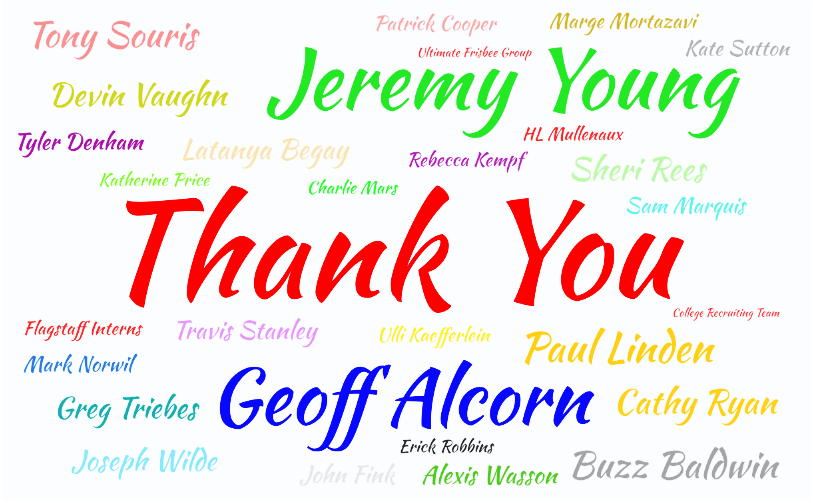 Patrick Cooper
Marge Mortazavi
Tony Souris
Ultimate Frisbee Group
Kate Sutton
Jeremy Young
Devin Vaughn
HL Mullenaux
Tyler Denham
Latanya Begay
Rebecca Kempf
Sheri Rees
Katherine Price
Charlie Mars
Sam Marquis
Thank You
College Recruiting Team
Flagstaff Interns
Travis Stanley
Ulli Kaefferlein
Paul Linden
Mark Norwil
Geoff Alcorn
Greg Triebes
Cathy Ryan
Erick Robbins
Joseph Wilde
John Fink
Alexis Wasson
Buzz Baldwin